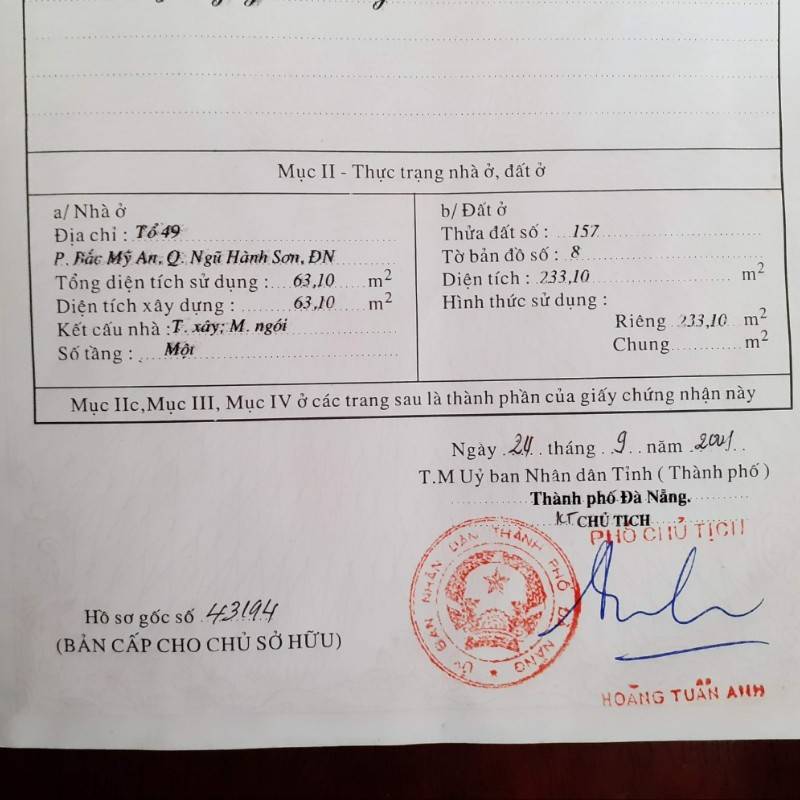 Mục II - Thực trạng nhà ở, đất ở
a/ Nhà ở
Địa chỉ : Tổ 49
P. Bắc Mỹ An, Q. Ngũ Hành Sơn, ĐN
Tổng diện tích sử dụng : 63,10 m2
Diện tích xây dựng : 63,10 m2
Kết cấu nhà : T. xây; M. ngói
Số tầng : Một
b/ Đất ở
Thửa đất số : 157
Tờ bản đồ số : 8
Diện tích : 233,10 m2
Hình thức sử dụng :
Riêng 233,10 m2
Chung m2
Mục IIc,Mục III, Mục IV ở các trang sau là thành phần của giấy chứng nhận này
Ngày 24 tháng 9 năm 2001
T.M Uỷ ban Nhân dân Tỉnh ( Thành phố )
Thành phố Đà Nẵng.
KT CHỦ TỊCH
PHÓ CHỦ TỊCH
ỦY BAN NHÂN DÂN THÀNH PHỐ ĐÀ NẴNG
HOÀNG TUẤN ANH
Hồ sơ gốc số 43194
(BẢN CẤP CHO CHỦ SỞ HỮU)